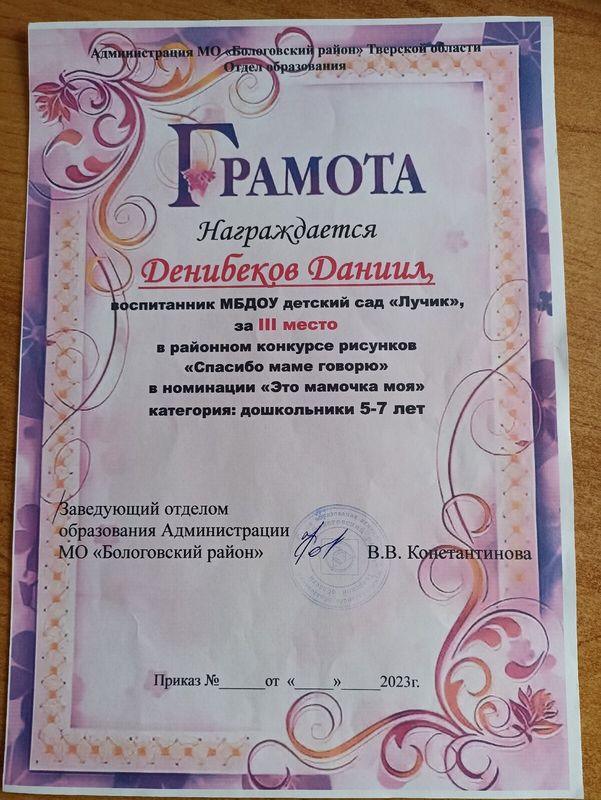 Администрация МО «Бологовский район» Тверской области
Отдел образования
ГРАМОТА
Награждается
Денибеков Даниил,
воспитанник МБДОУ детский сад «Лучик»,
за III место
в районном конкурсе рисунков
«Спасибо маме говорю»
в номинации «Это мамочка моя»
категория: дошкольники 5-7 лет
Заведующий отделом
образования Администрации
МО «Бологовский район» В.В. Константинова
Приказ №______от «_____»_____2023г.